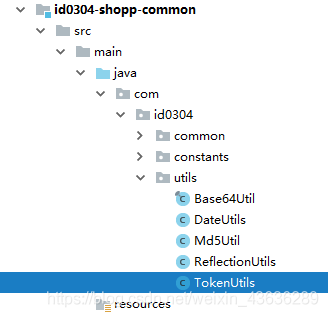 id0304-shopp-common
src
main
java
com
id0304
common
constants
utils
Base64Util
DateUtils
Md5Util
ReflectionUtils
TokenUtils
https://blog.csdn.net/weixin_43636289
resources